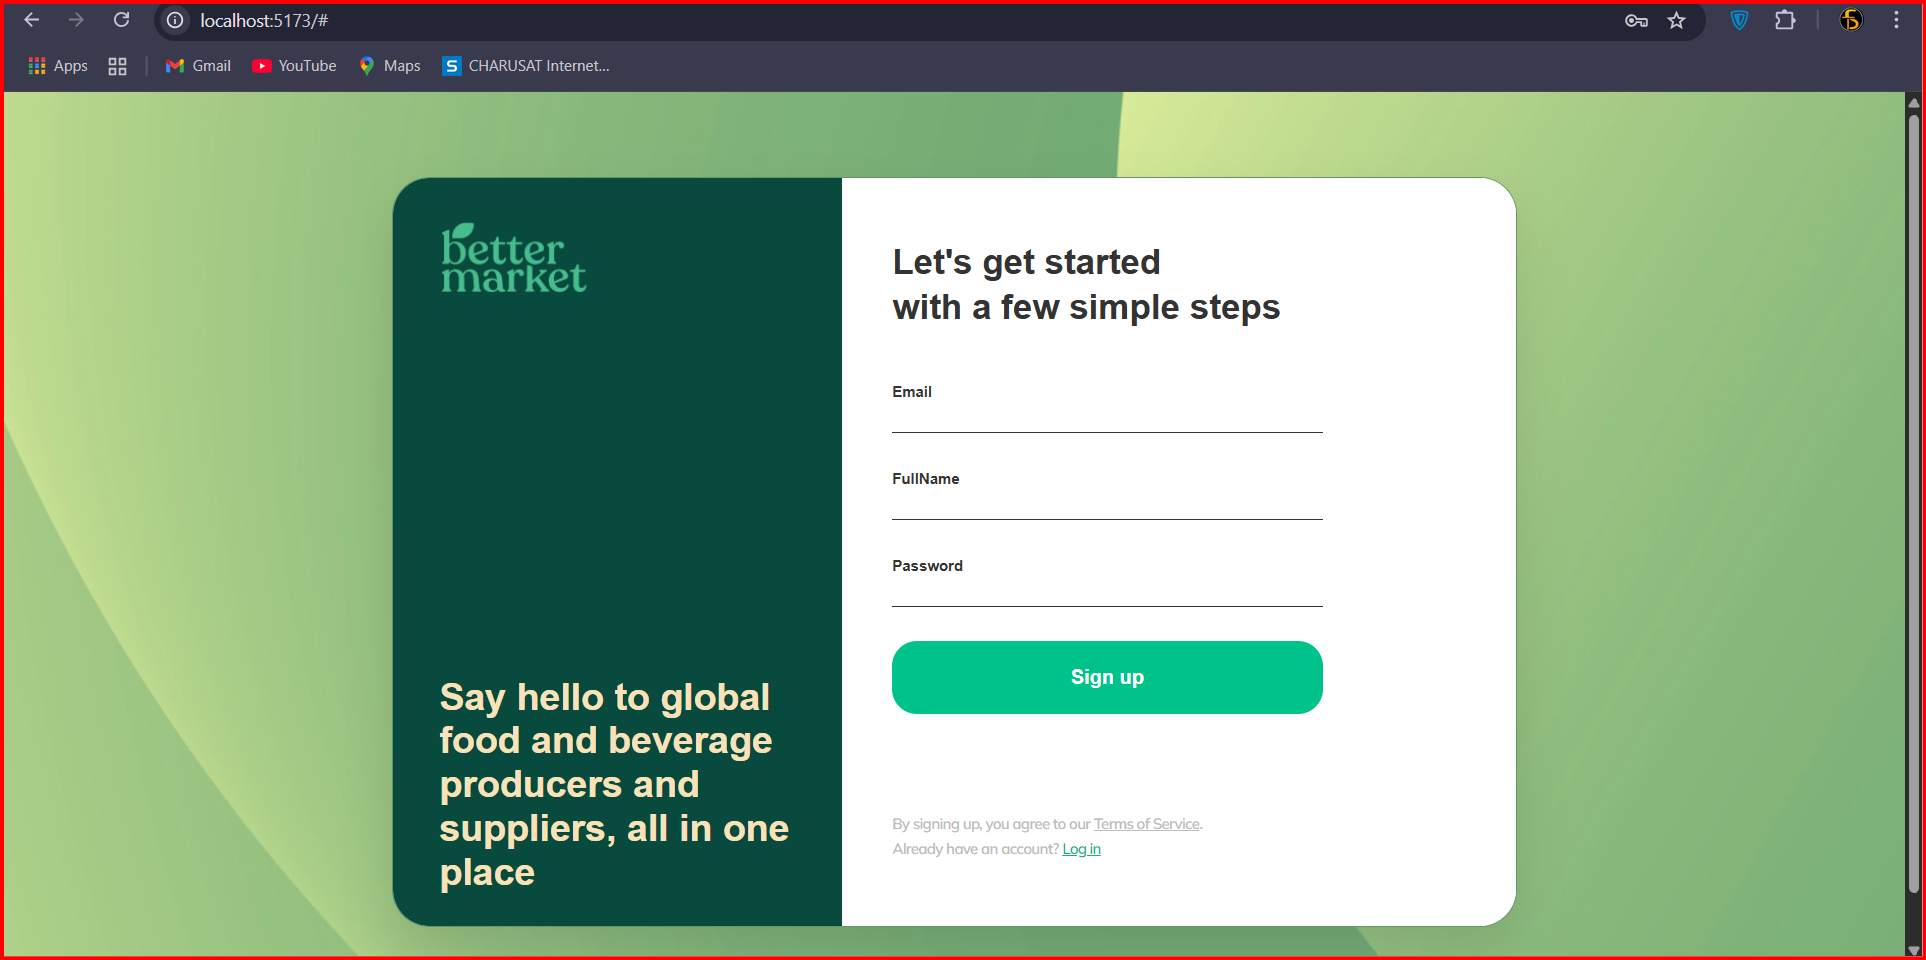 localhost:5173/#
Apps
Gmail
YouTube
Maps
S CHARUSAT Internet...
better
market
Say hello to global
food and beverage
producers and
suppliers, all in one
place
Let's get started
with a few simple steps
Email
FullName
Password
Sign up
By signing up, you agree to our Terms of Service.
Already have an account? Log in